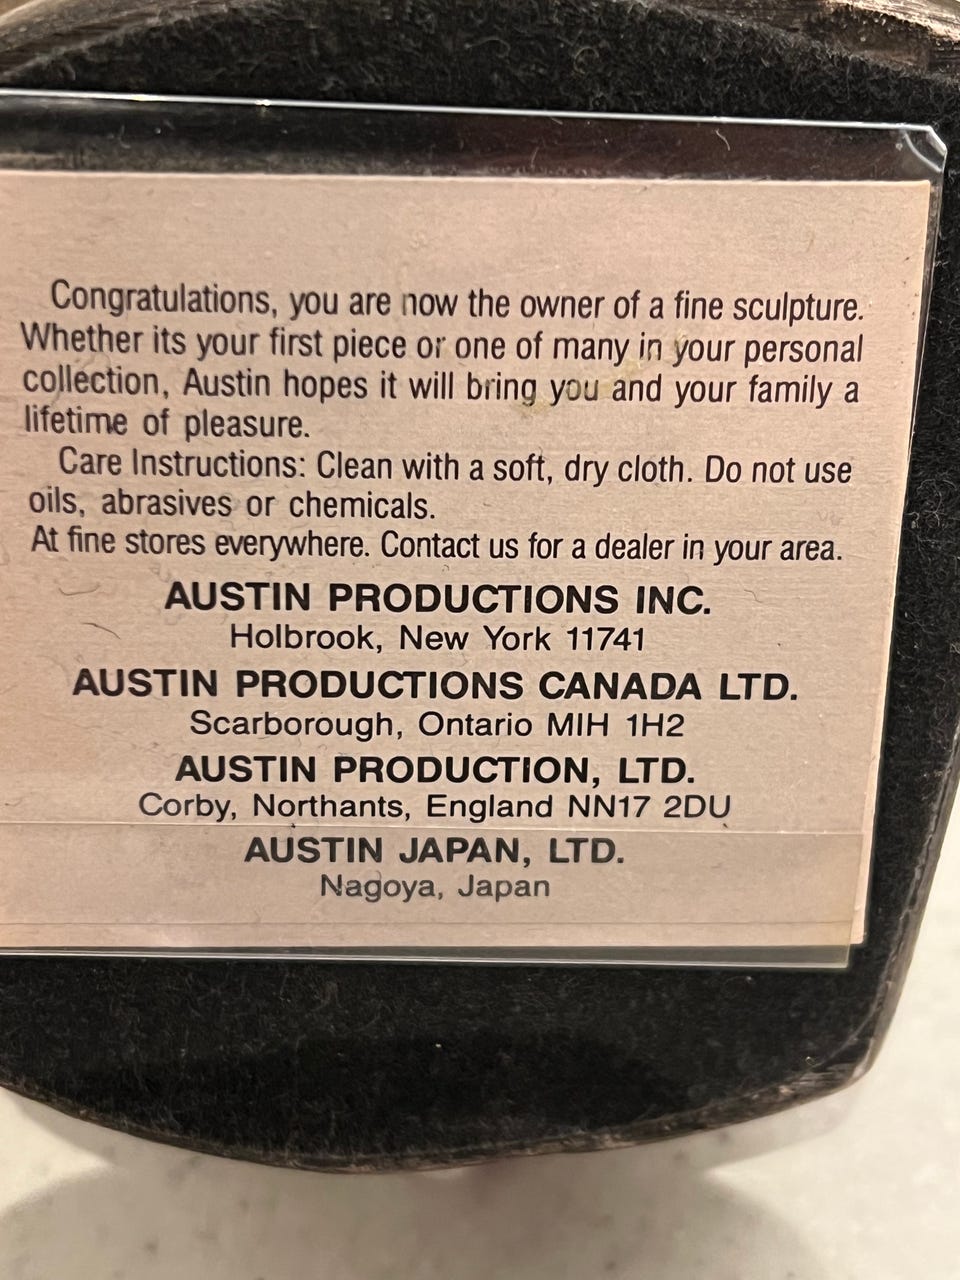 Congratulations, you are now the owner of a fine sculpture.
Whether its your first piece or one of many in your personal
collection, Austin hopes it will bring you and your family a
lifetime of pleasure.
Care Instructions: Clean with a soft, dry cloth. Do not use
oils, abrasives or chemicals.
At fine stores everywhere. Contact us for a dealer in your area.
AUSTIN PRODUCTIONS INC.
Holbrook, New York 11741
AUSTIN PRODUCTIONS CANADA LTD.
Scarborough, Ontario MIH 1H2
AUSTIN PRODUCTION, LTD.
Corby, Northants, England NN17 2DU
AUSTIN JAPAN, LTD.
Nagoya, Japan